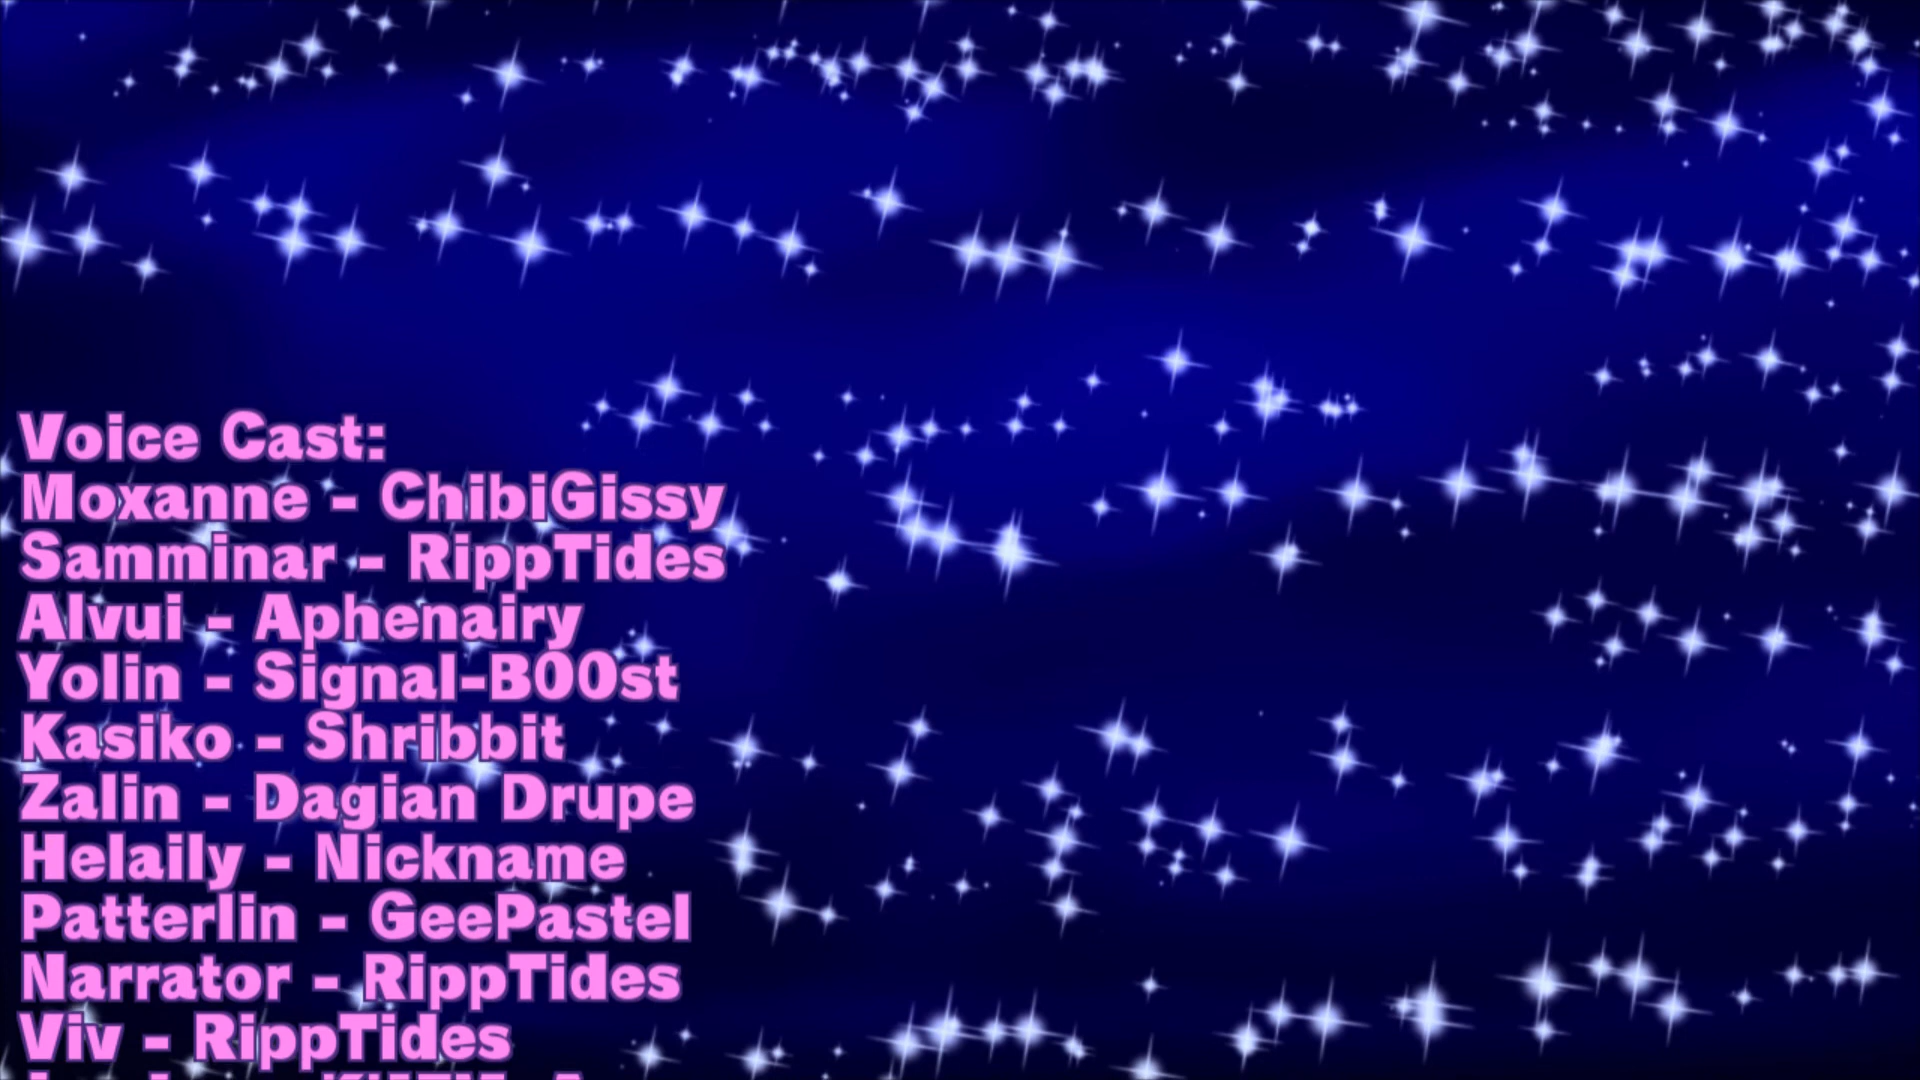 Voice Cast:
Moxanne - ChibiGissy
Samminar - RippTides
Alvui - Aphenairy
Yolin - Signal-B00st
Kasiko - Shribbit
Zalin - Dagian Drupe
Helaily - Nickname
Patterlin - GeePastel
Narrator - RippTides
Viv - RippTides